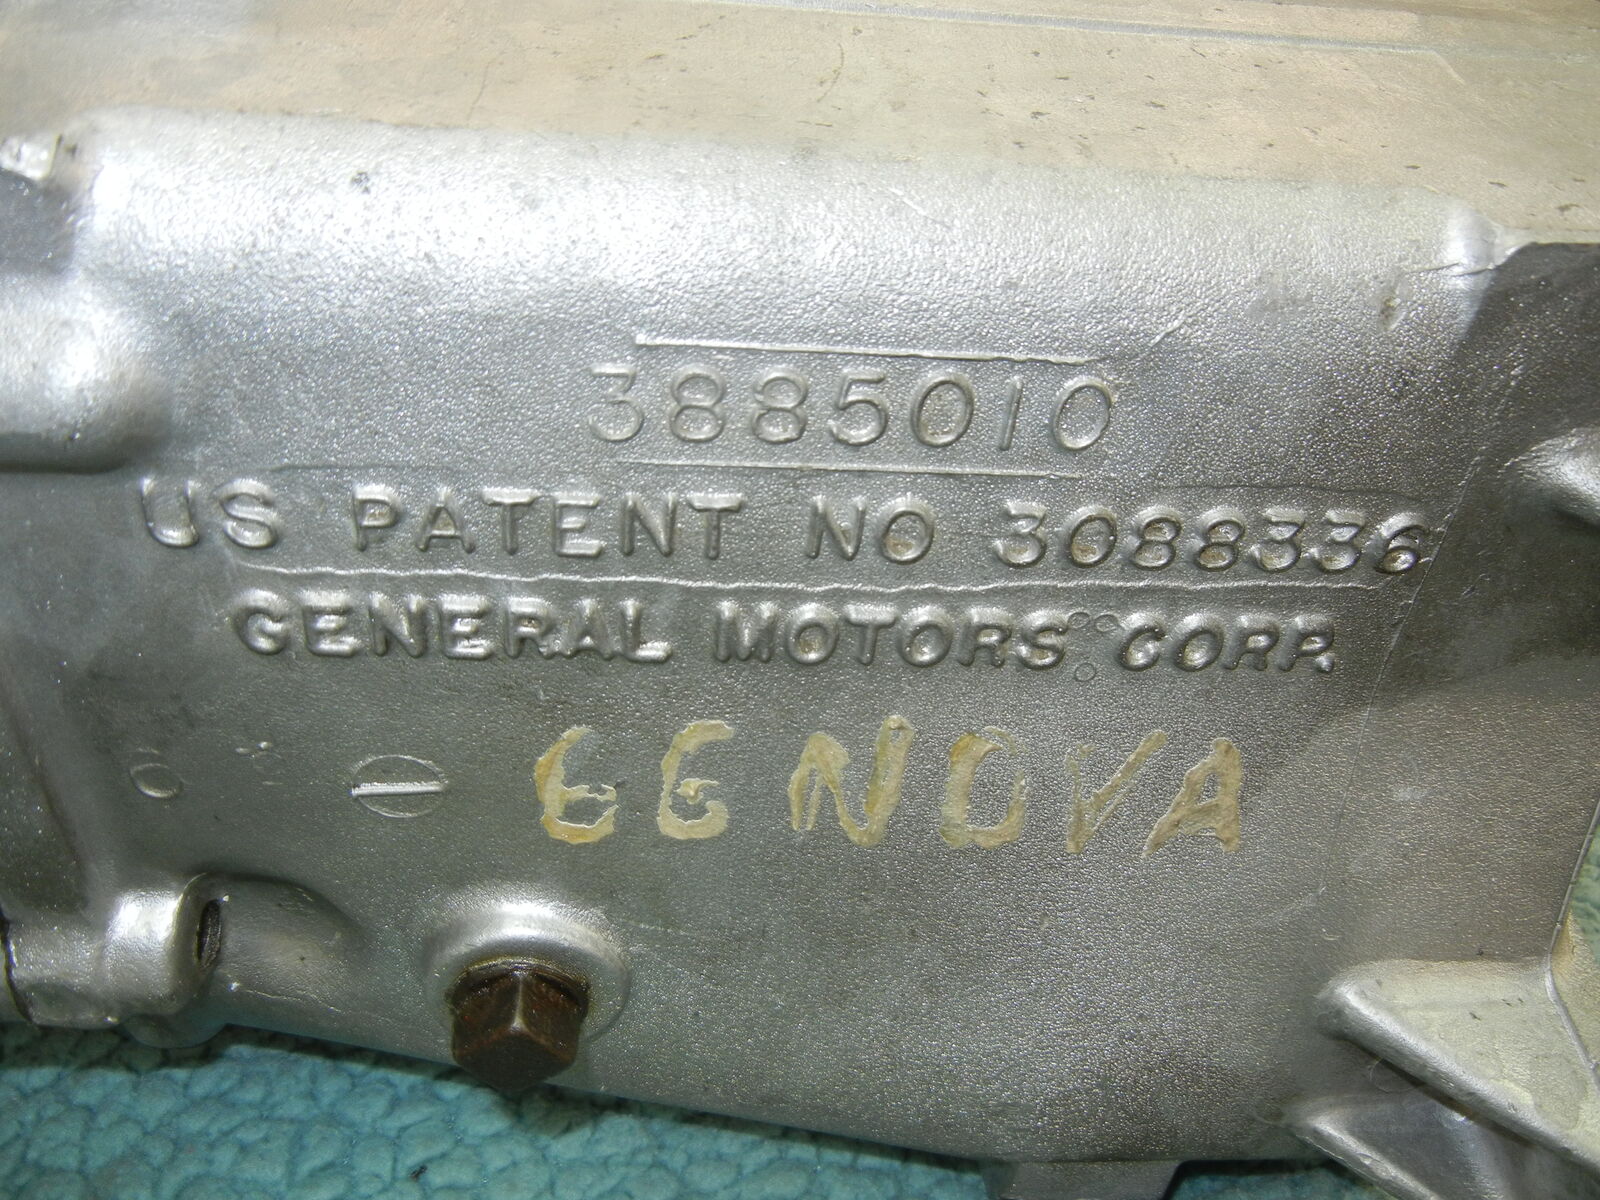 3885010
US PATENT NO 3088336
GENERAL MOTORS CORP.
66 NOVA